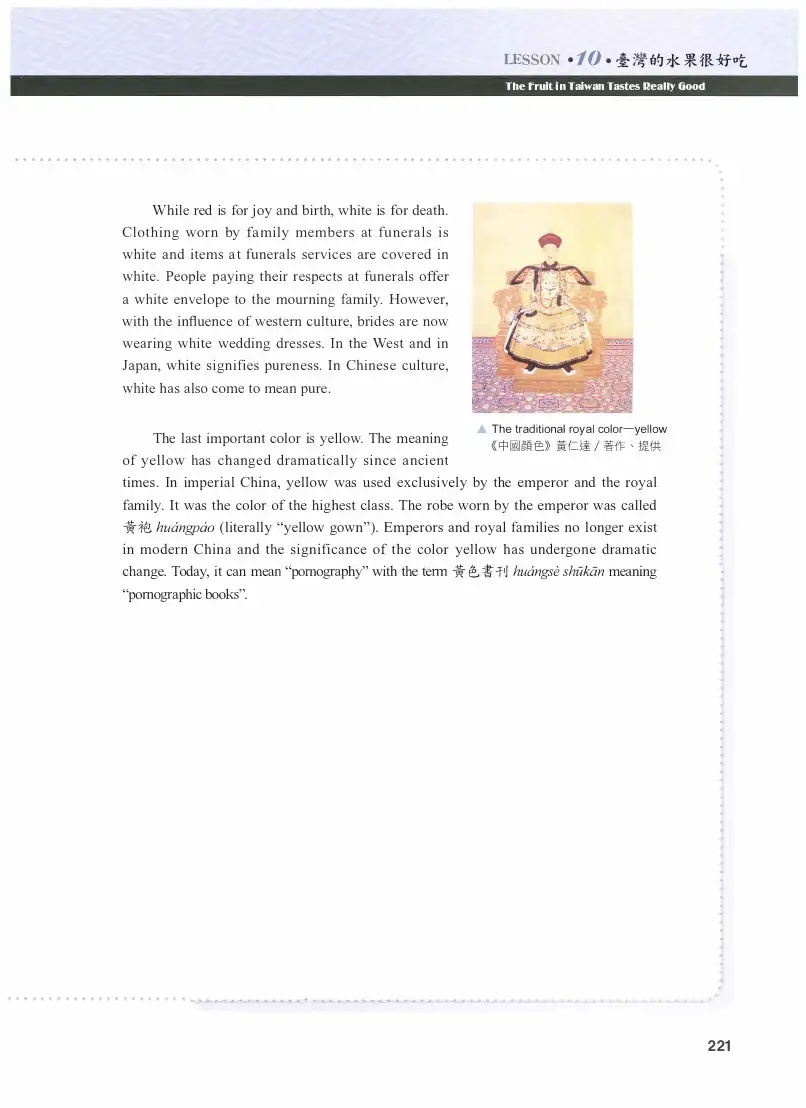 LESSON •10• 臺灣的水果很好吃
The Fruit in Taiwan Tastes Really Good
While red is for joy and birth, white is for death.
Clothing worn by family members at funerals is
white and items at funerals services are covered in
white. People paying their respects at funerals offer
a white envelope to the mourning family. However,
with the influence of western culture, brides are now
wearing white wedding dresses. In the West and in
Japan, white signifies pureness. In Chinese culture,
white has also come to mean pure.
▲ The traditional royal color—yellow
《中國顏色》黃仁達/著作、提供
The last important color is yellow. The meaning
of yellow has changed dramatically since ancient
times. In imperial China, yellow was used exclusively by the emperor and the royal
family. It was the color of the highest class. The robe worn by the emperor was called
黃袍 huángpáo (literally “yellow gown”). Emperors and royal families no longer exist
in modern China and the significance of the color yellow has undergone dramatic
change. Today, it can mean “pornography” with the term 黃色書刊 huángsè shūkān meaning
“pornographic books”.
221